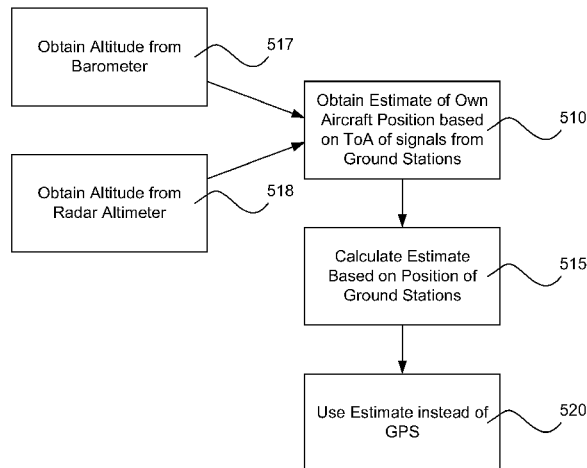 Obtain Altitude from
Barometer
517
Obtain Estimate of Own
Aircraft Position based
on ToA of signals from
Ground Stations
510
Obtain Altitude from
Radar Altimeter
518
Calculate Estimate
Based on Position of
Ground Stations
515
Use Estimate instead of
GPS
520